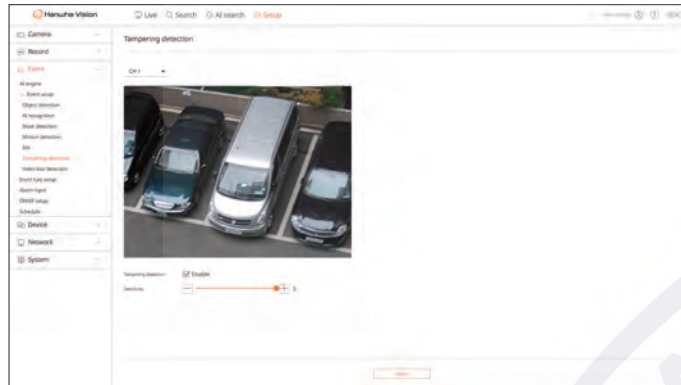 Hanwha Vision
Live
Search
AI search
Setup
Camera
Record
Event
AI engine
Event setup
Object detection
AI recognition
Mask detection
Motion detection
IVA
Tampering detection
Video loss detection
Event rule setup
Alarm input
ONVIF setup
Schedule
Device
Network
System
Tampering detection
CH 1
Tampering detection
Enable
Sensitivity